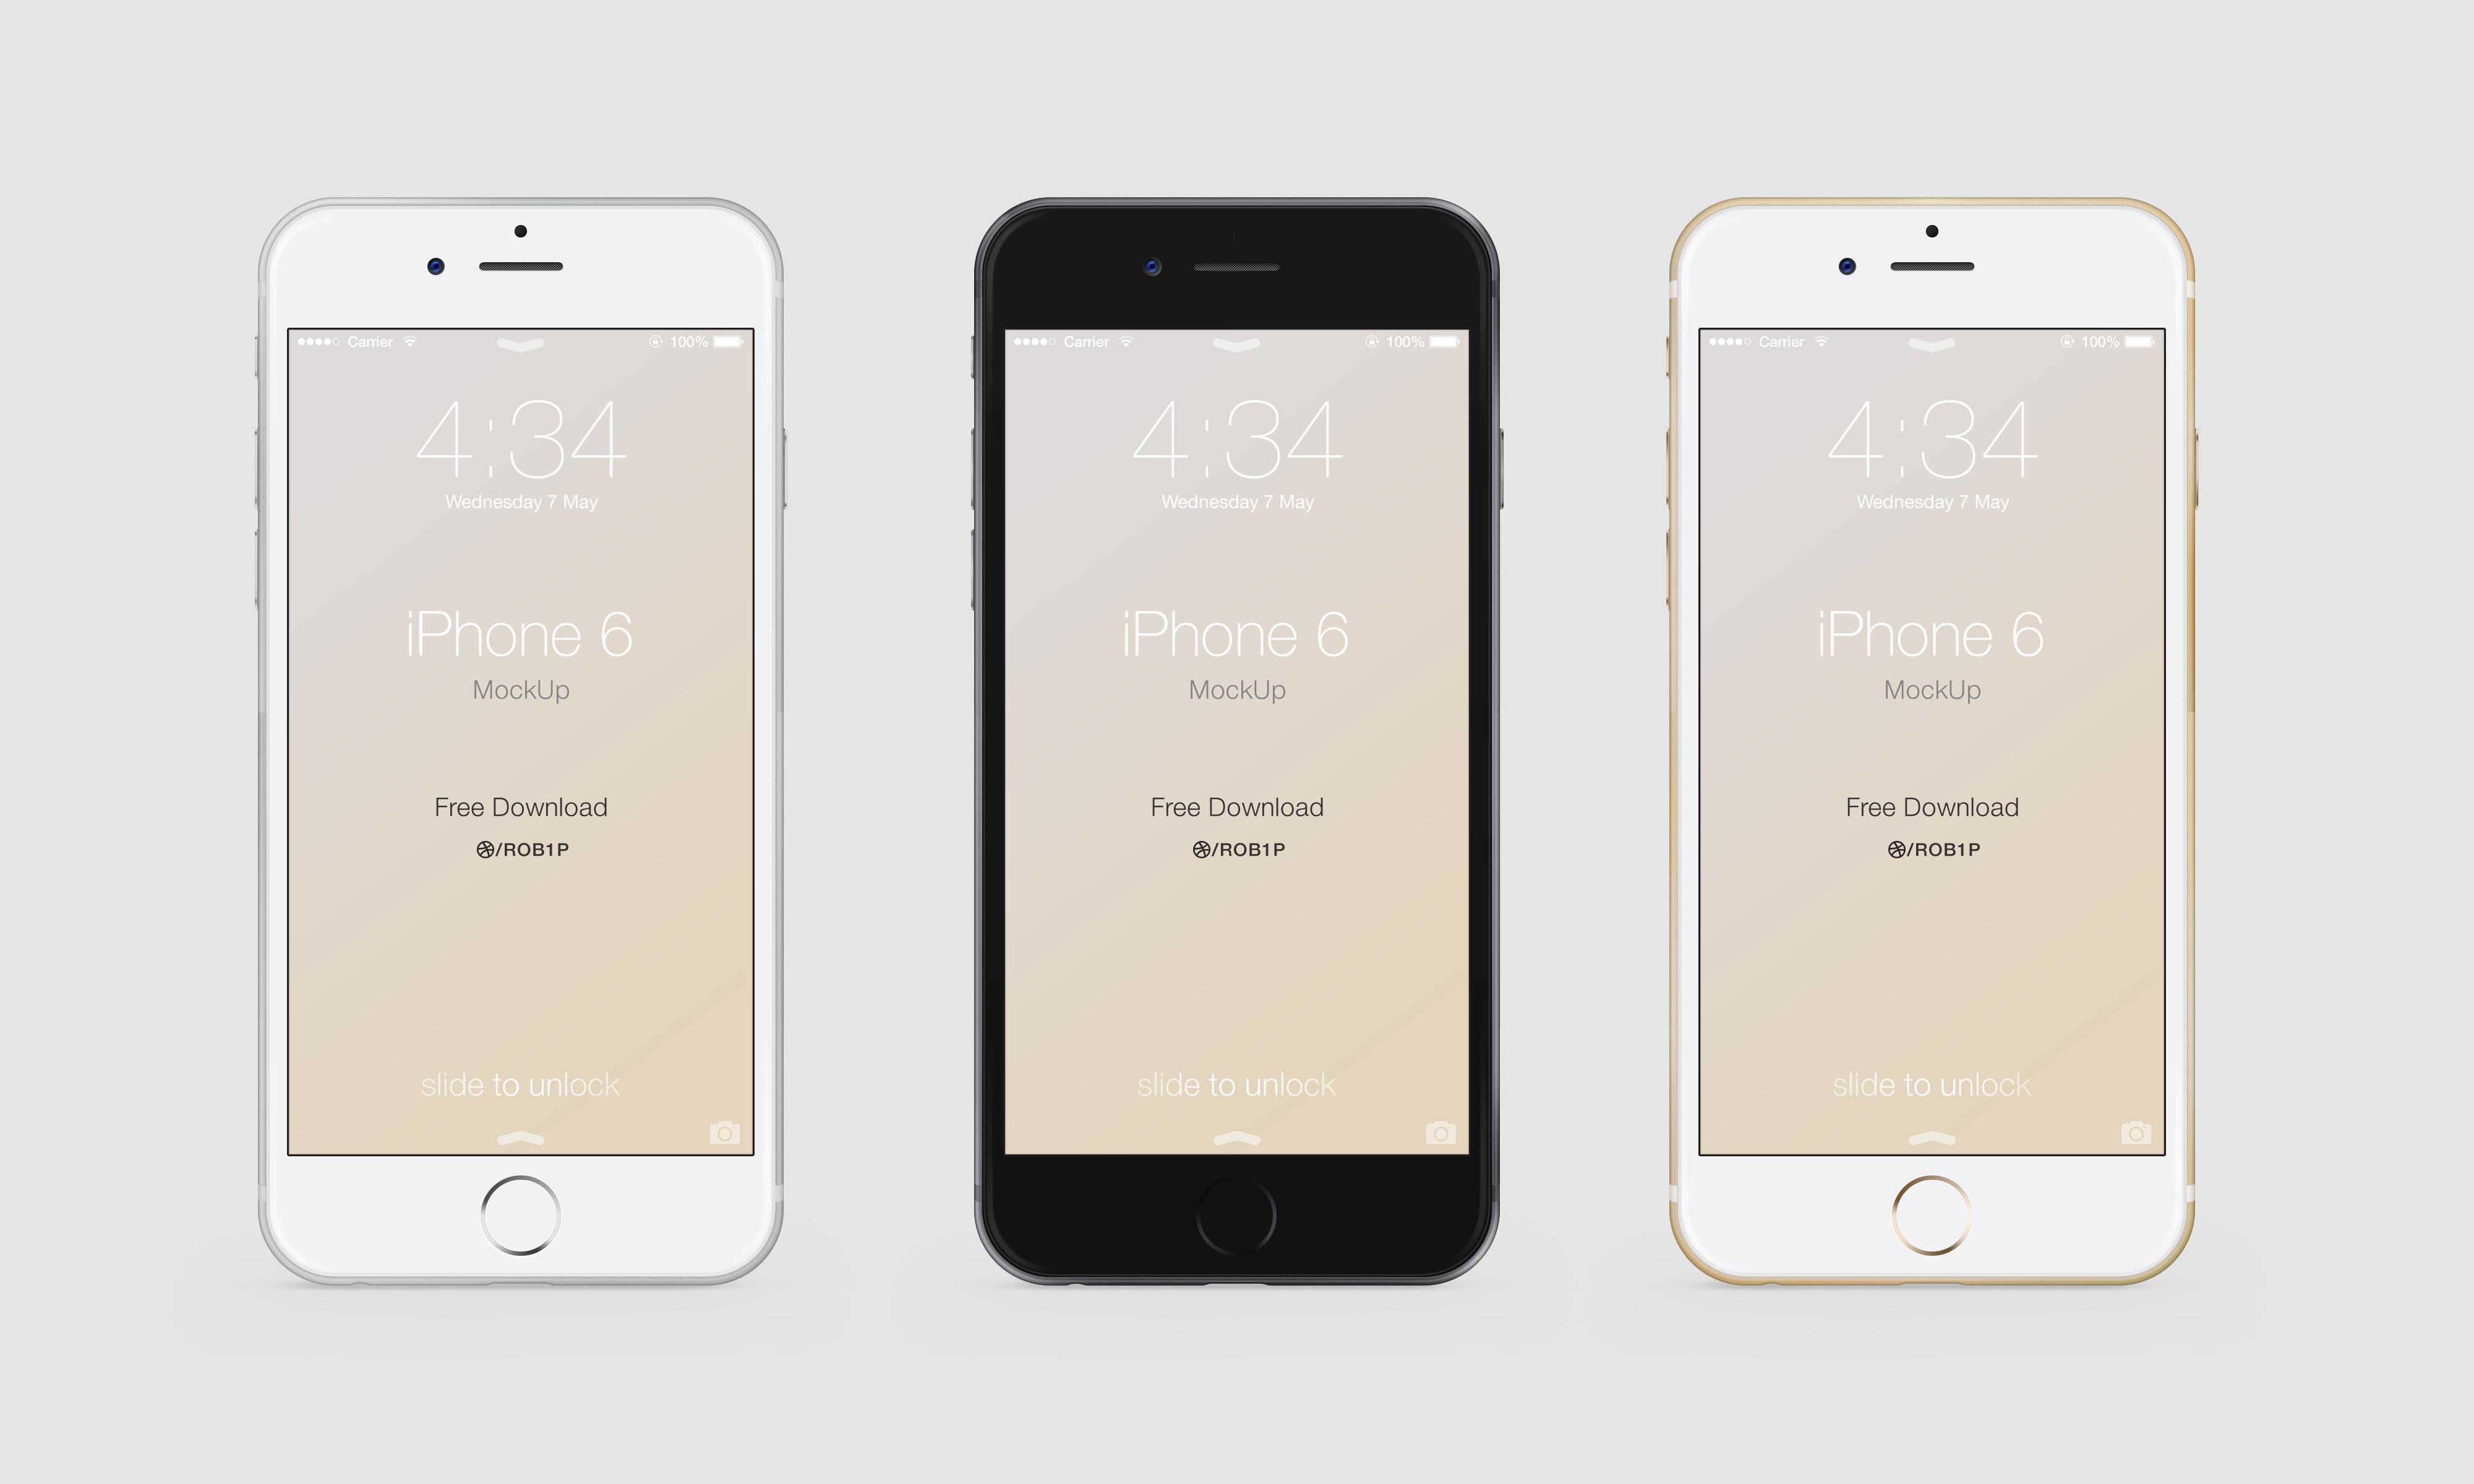 Carrier 100%
4:34
Wednesday 7 May
iPhone 6
MockUp
Free Download
/ROB1P
slide to unlock
Carrier 100%
4:34
Wednesday 7 May
iPhone 6
MockUp
Free Download
/ROB1P
slide to unlock
Carrier 100%
4:34
Wednesday 7 May
iPhone 6
MockUp
Free Download
/ROB1P
slide to unlock